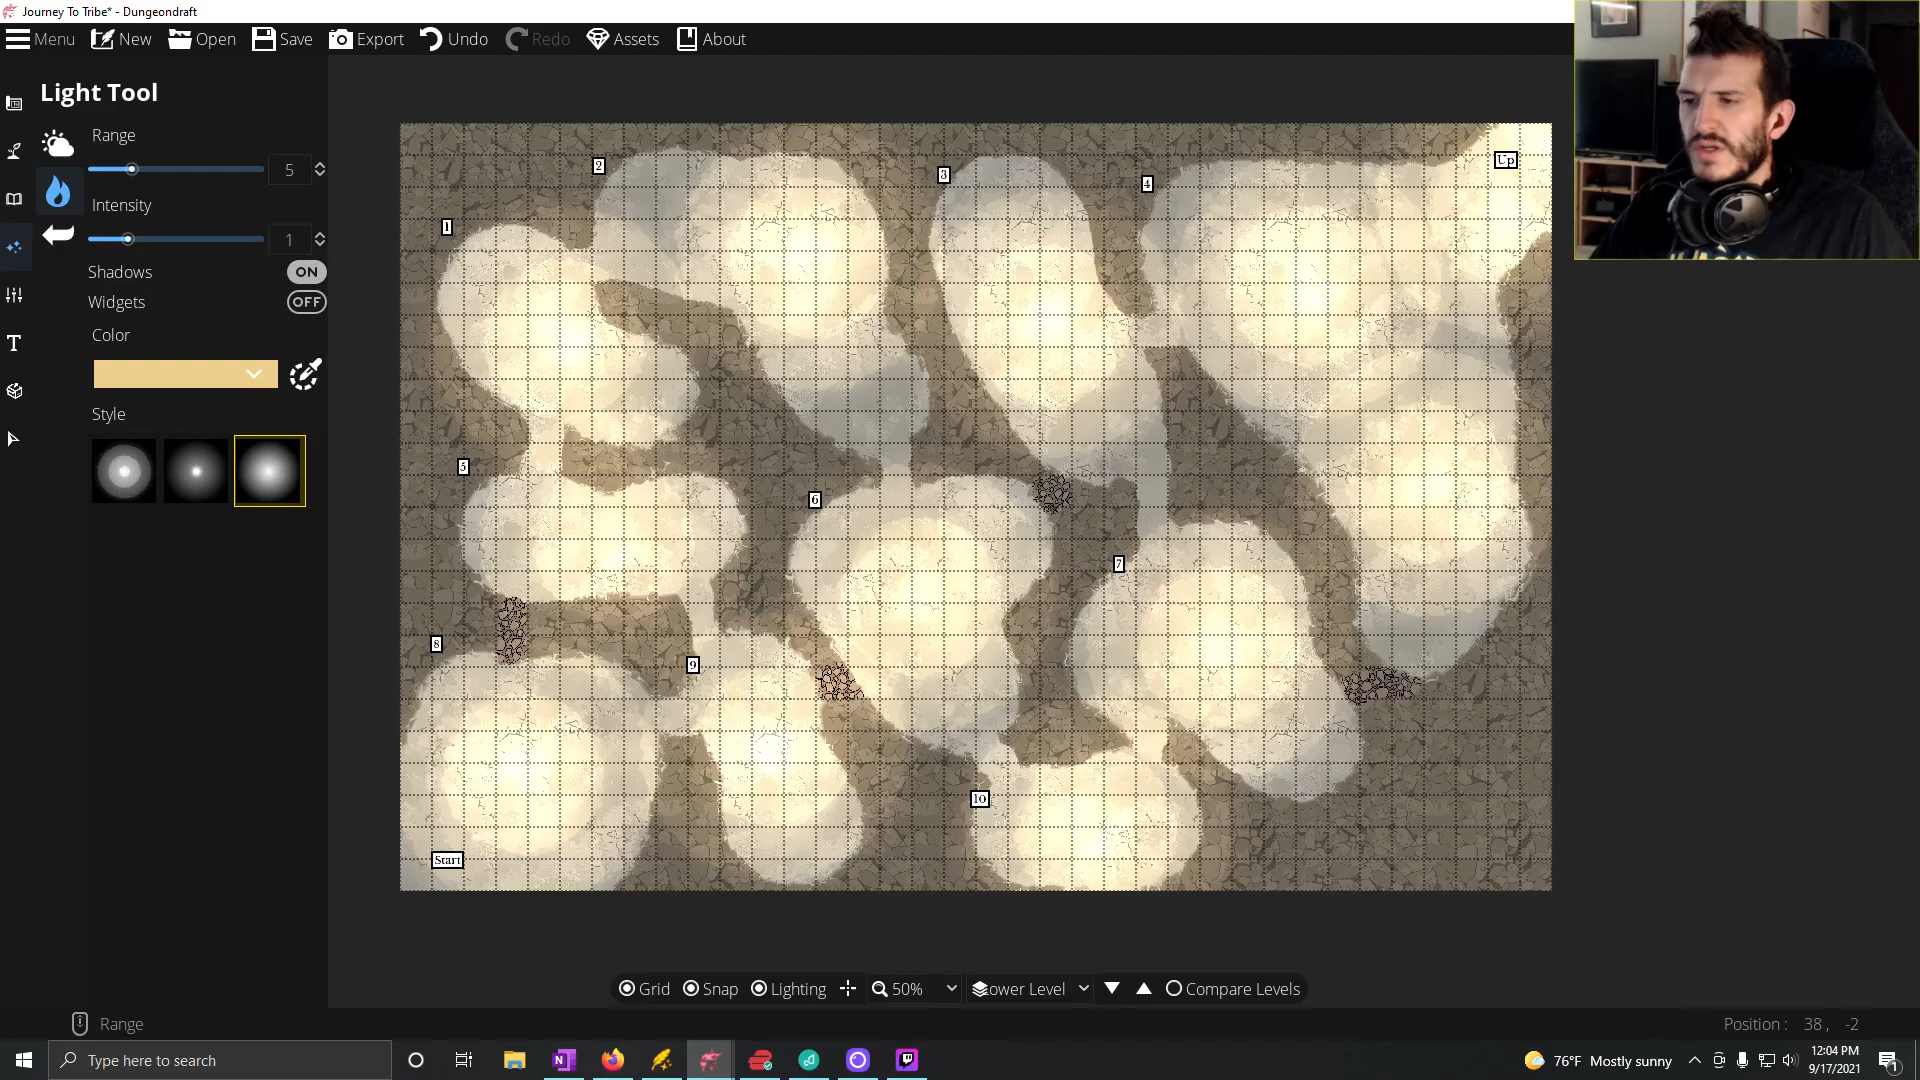 Journey To Tribe* - Dungeondraft
Menu New Open Save Export Undo Redo Assets About
Light Tool
Range
5
Intensity
1
Shadows ON
Widgets OFF
Color
Style
2
Up
3
4
1
5
6
7
8
9
10
Start
Grid Snap Lighting 50% Lower Level Compare Levels
Range
Position : 38 , -2
Type here to search
N
76°F Mostly sunny
12:04 PM
9/17/2021
1